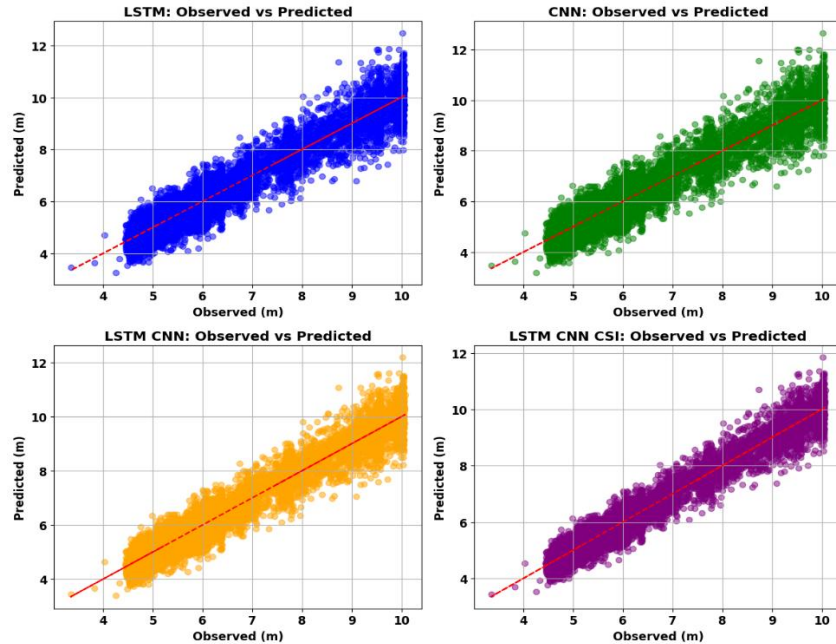 LSTM: Observed vs Predicted
12
10
8
6
4
Predicted (m)
4 5 6 7 8 9 10
Observed (m)
CNN: Observed vs Predicted
12
10
8
6
4
Predicted (m)
4 5 6 7 8 9 10
Observed (m)
LSTM CNN: Observed vs Predicted
12
10
8
6
4
Predicted (m)
4 5 6 7 8 9 10
Observed (m)
LSTM CNN CSI: Observed vs Predicted
12
10
8
6
4
Predicted (m)
4 5 6 7 8 9 10
Observed (m)